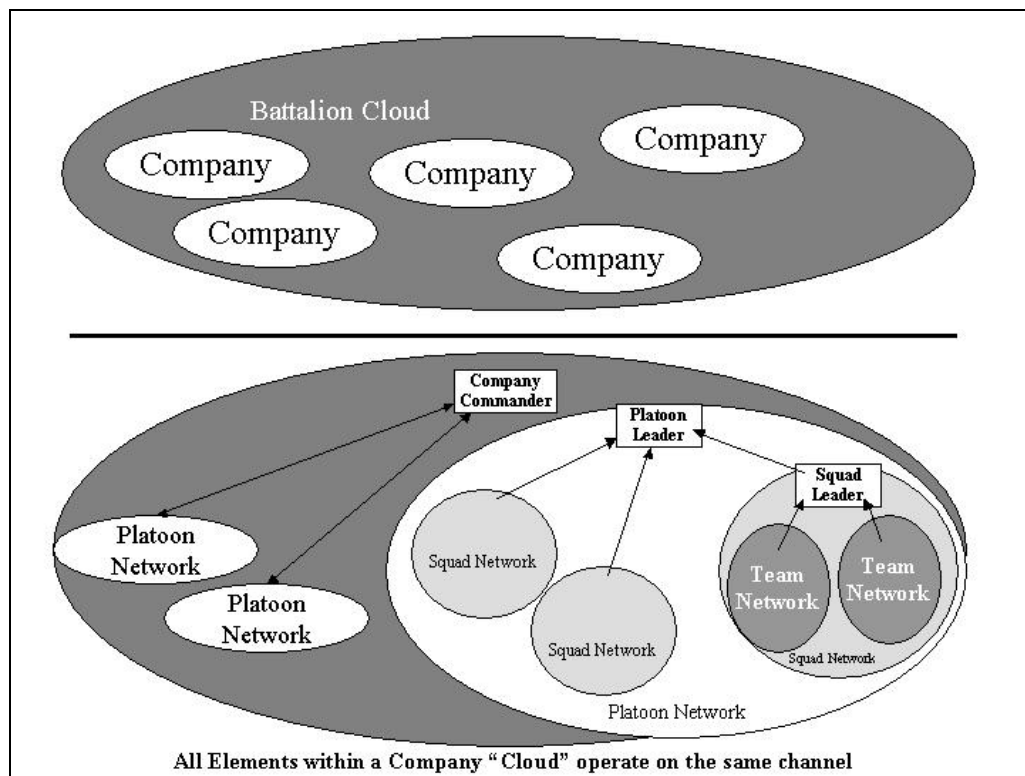 Battalion Cloud
Company
Company
Company
Company
Company
Company
Commander
Platoon
Leader
Squad
Leader
Platoon
Network
Squad Network
Team
Network
Team
Network
Platoon
Network
Squad Network
Squad Network
Platoon Network
All Elements within a Company “Cloud” operate on the same channel